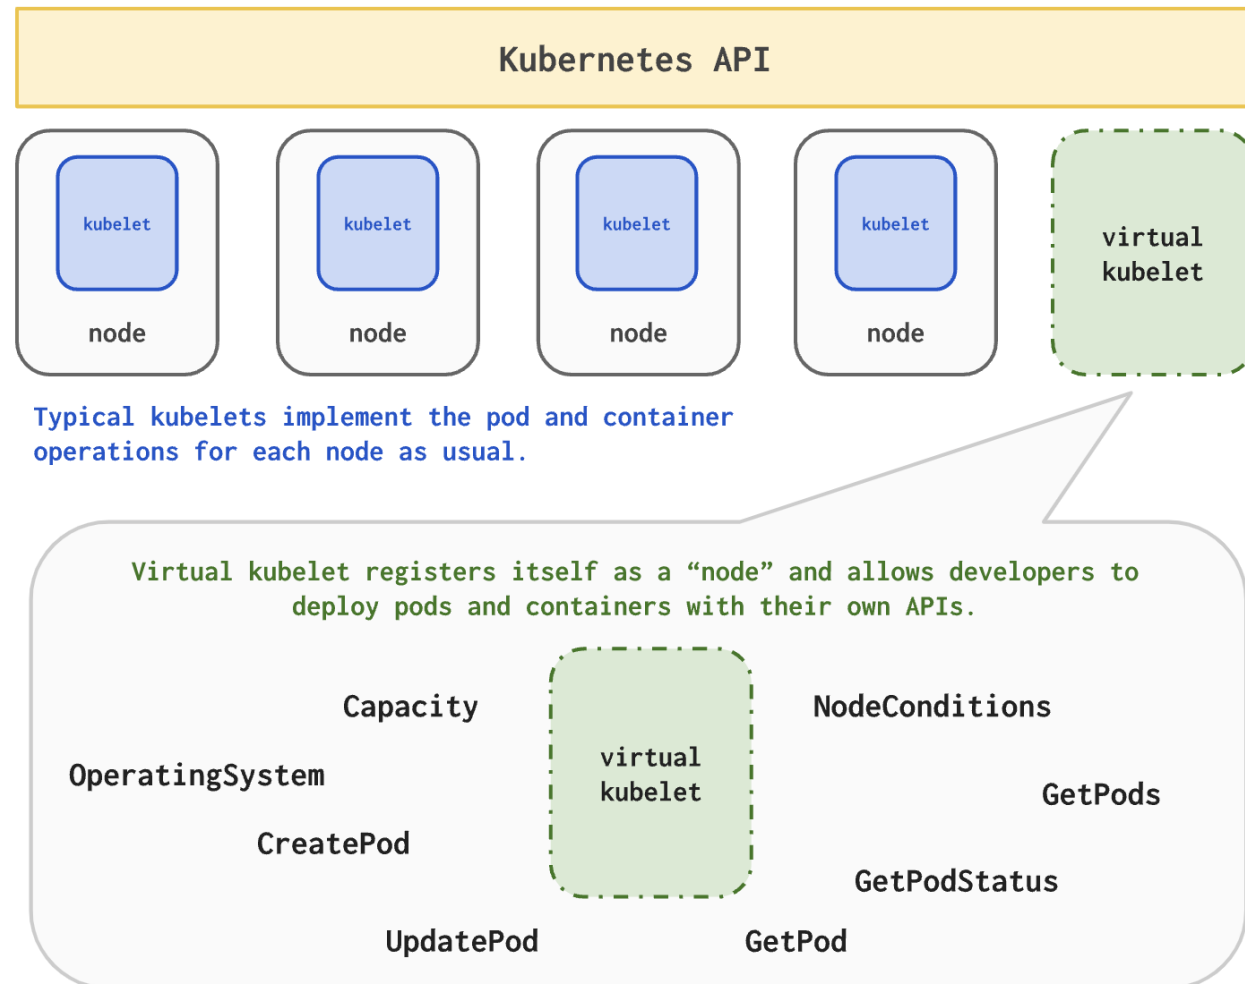 Kubernetes API
kubelet
node
kubelet
node
kubelet
node
kubelet
node
virtual
kubelet
Typical kubelets implement the pod and container
operations for each node as usual.
Virtual kubelet registers itself as a “node” and allows developers to
deploy pods and containers with their own APIs.
Capacity
NodeConditions
OperatingSystem
virtual
kubelet
GetPods
CreatePod
GetPodStatus
UpdatePod
GetPod